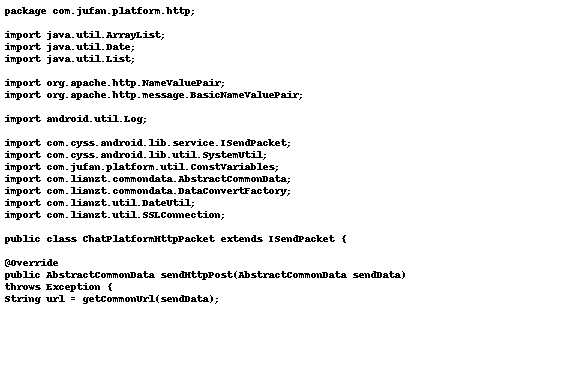 package com.jufan.platform.http;
import java.util.ArrayList;
import java.util.Date;
import java.util.List;
import org.apache.http.NameValuePair;
import org.apache.http.message.BasicNameValuePair;
import android.util.Log;
import com.cyss.android.lib.service.ISendPacket;
import com.cyss.android.lib.util.SystemUtil;
import com.jufan.platform.util.ConstVariables;
import com.lianzt.commondata.AbstractCommonData;
import com.lianzt.commondata.DataConvertFactory;
import com.lianzt.util.DateUtil;
import com.lianzt.util.SSLConnection;
public class ChatPlatformHttpPacket extends ISendPacket {
@Override
public AbstractCommonData sendHttpPost(AbstractCommonData sendData)
throws Exception {
String url = getCommonUrl(sendData);